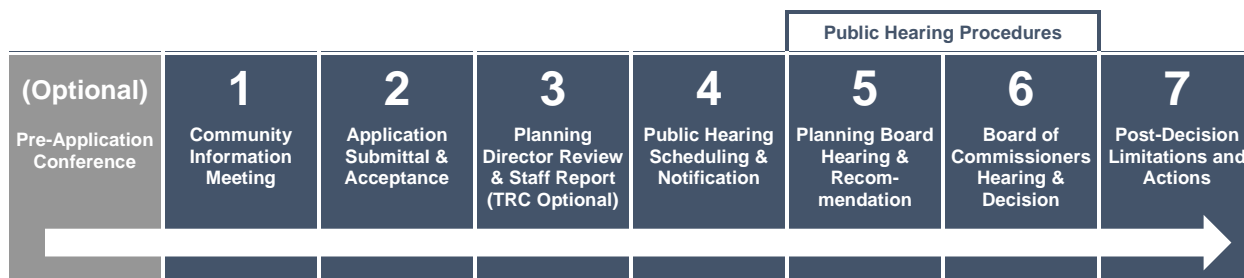 Public Hearing Procedures
(Optional)
Pre-Application
Conference
1
Community
Information
Meeting
2
Application
Submittal &
Acceptance
3
Planning
Director Review
& Staff Report
(TRC Optional)
4
Public Hearing
Scheduling &
Notification
5
Planning Board
Hearing &
Recom-
mendation
6
Board of
Commissioners
Hearing &
Decision
7
Post-Decision
Limitations and
Actions